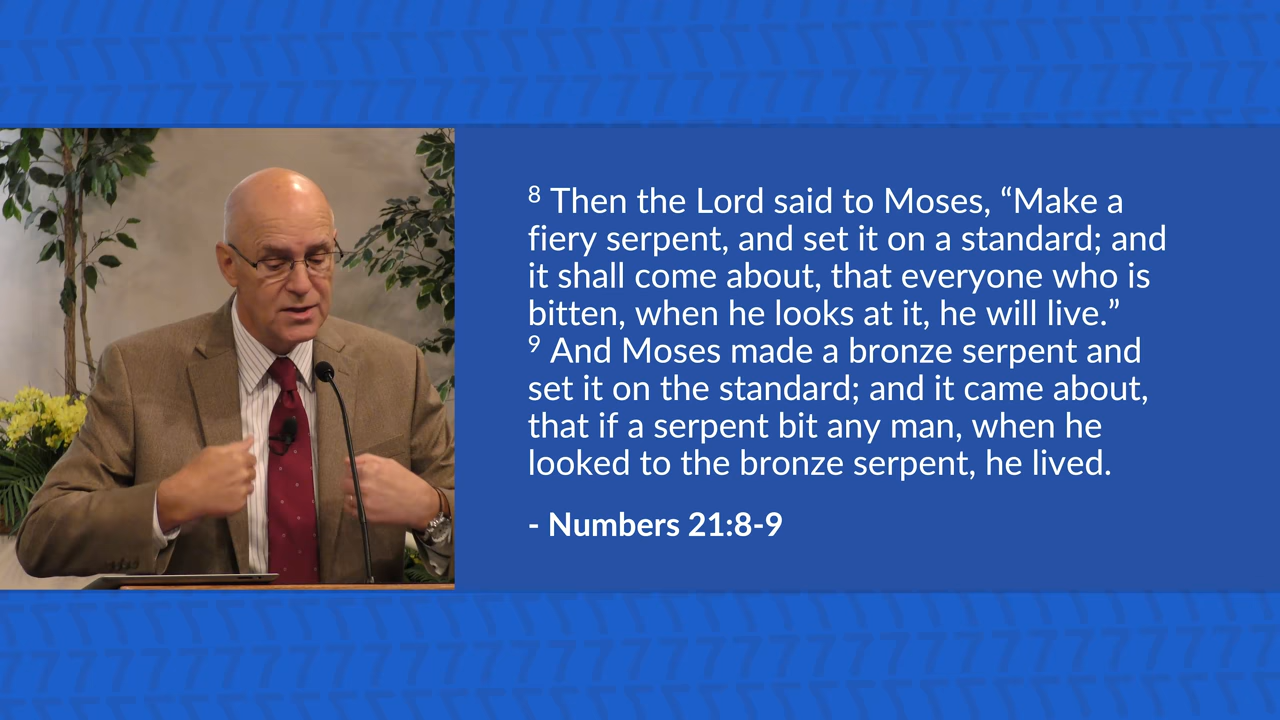 8 Then the Lord said to Moses, “Make a
fiery serpent, and set it on a standard; and
it shall come about, that everyone who is
bitten, when he looks at it, he will live.”
9 And Moses made a bronze serpent and
set it on the standard; and it came about,
that if a serpent bit any man, when he
looked to the bronze serpent, he lived.
- Numbers 21:8-9